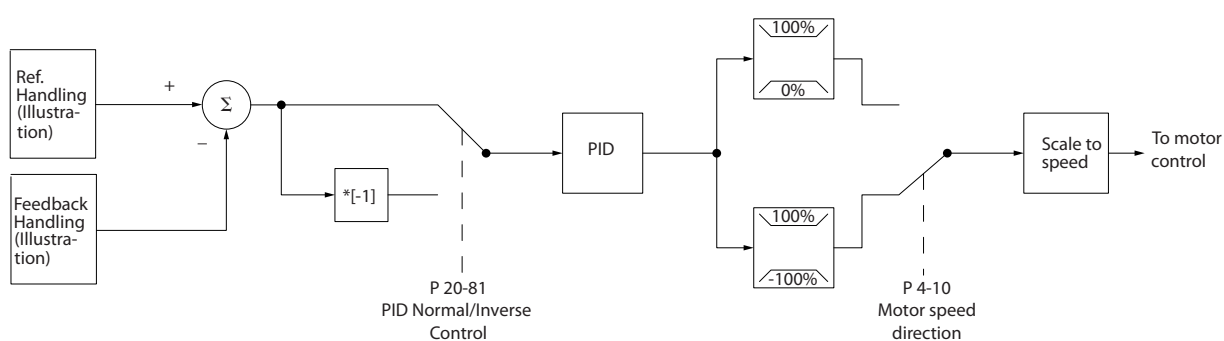 Ref.
Handling
(Illustra-
tion)
+
Σ
−
Feedback
Handling
(Illustra-
tion)
*[-1]
P 20-81
PID Normal/Inverse
Control
PID
100%
0%
100%
-100%
P 4-10
Motor speed
direction
Scale to
speed
To motor
control